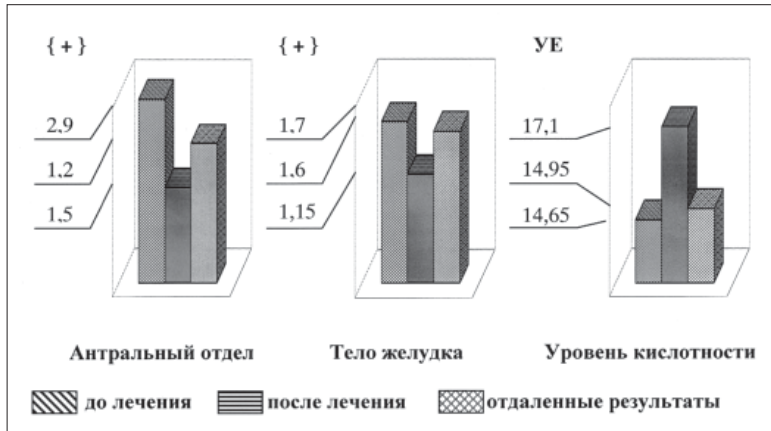 { + } { + } УЕ
2,9 1,7 17,1
1,2 1,6 14,95
1,5 1,15 14,65
Антральный отдел Тело желудка Уровень кислотности
до лечения после лечения отдаленные результаты